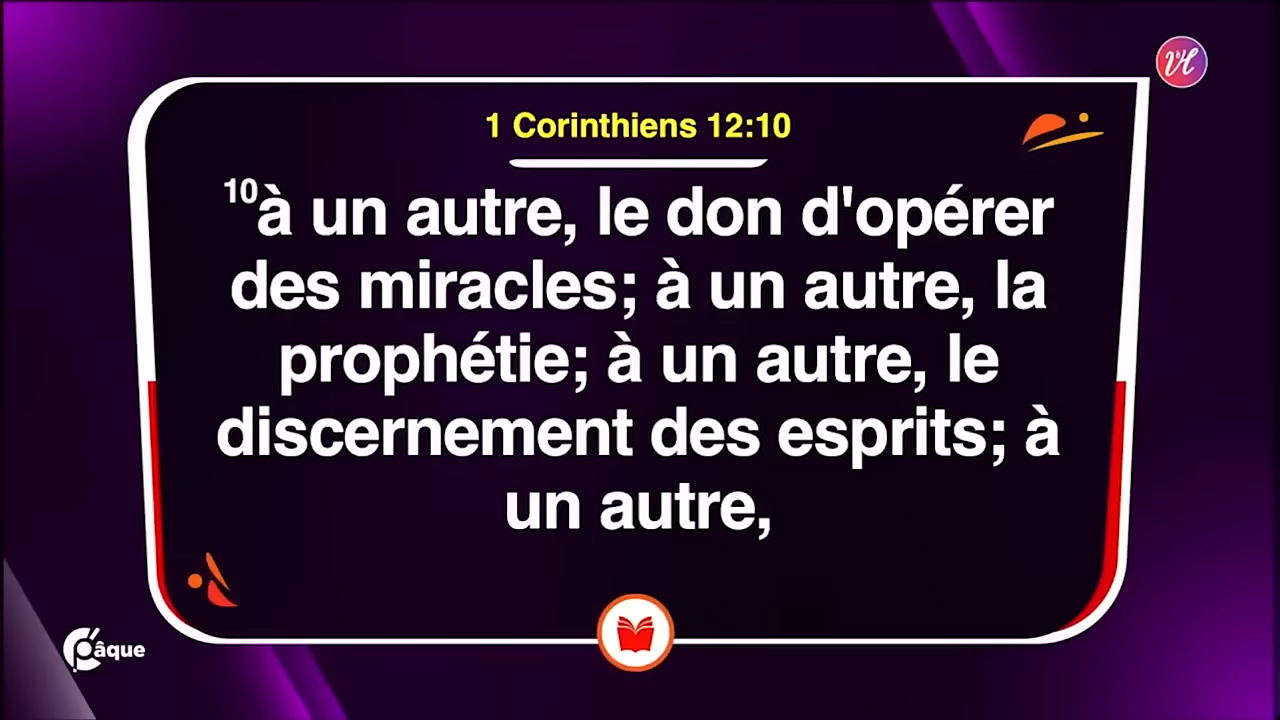 1 Corinthiens 12:10
10à un autre, le don d'opérer
des miracles; à un autre, la
prophétie; à un autre, le
discernement des esprits; à
un autre,
Pâque